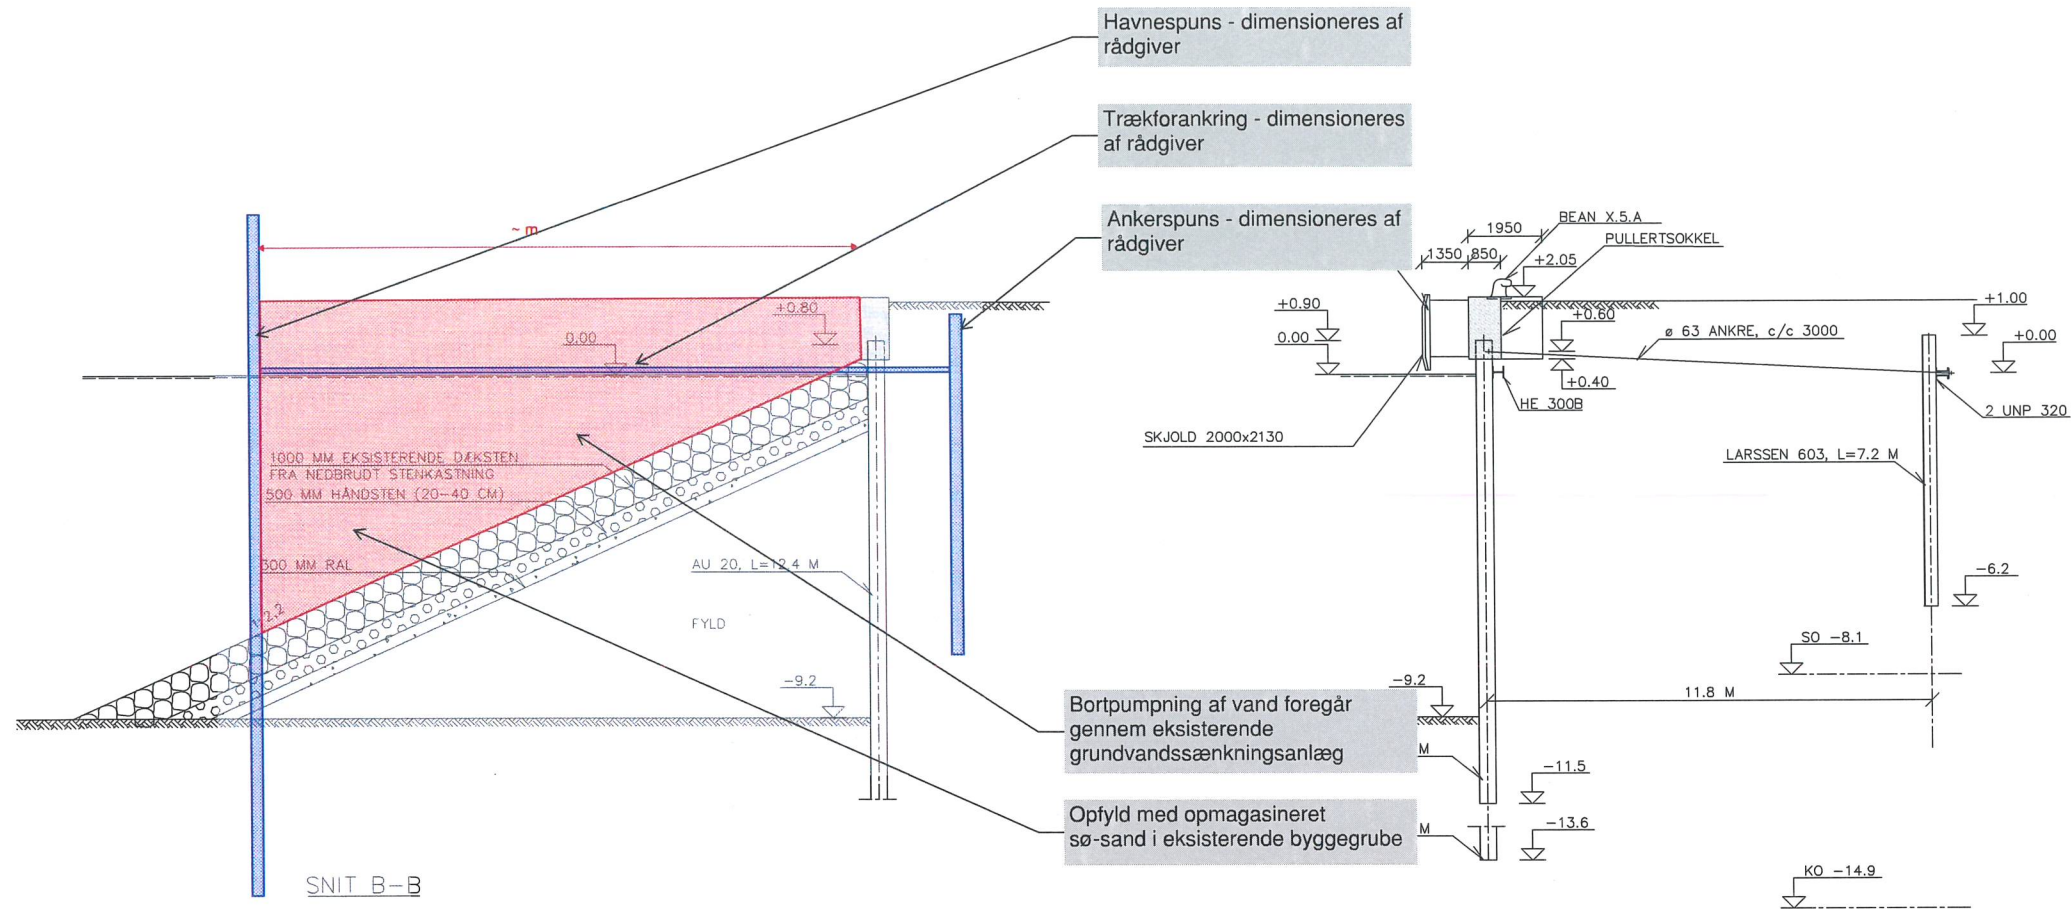 Havnespuns - dimensioneres af
rådgiver
Trækforankring - dimensioneres
af rådgiver
Ankerspuns - dimensioneres af
rådgiver
~ m
+0.80
0.00
1000 MM EKSISTERENDE DÆKSTEN
FRA NEDBRUDT STENKASTNING
500 MM HÅNDSTEN (20-40 CM)
300 MM RAL
2,2
AU 20, L=12.4 M
FYLD
-9.2
SNIT B-B
Bortpumpning af vand foregår
gennem eksisterende
grundvandssænkningsanlæg
Opfyld med opmagasineret
sø-sand i eksisterende byggegrube
BEAN X.5.A
1950
PULLERTSOKKEL
1350
850
+2.05
+0.90
+0.60
+1.00
0.00
ø 63 ANKRE, c/c 3000
+0.00
+0.40
HE 300B
2 UNP 320
SKJOLD 2000x2130
LARSSEN 603, L=7.2 M
-6.2
SO -8.1
-9.2
11.8 M
M
-11.5
M
-13.6
KO -14.9